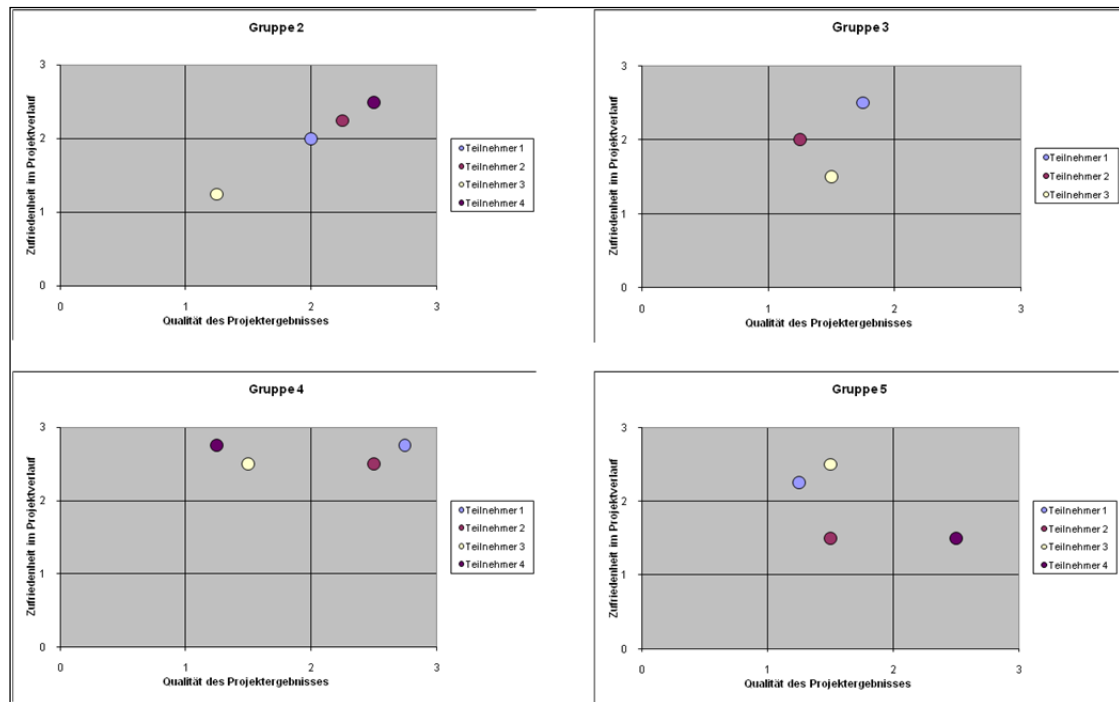 Gruppe 2
Zufriedenheit im Projektverlauf
3
2
1
0
0 1 2 3
Qualität des Projektergebnisses
Teilnehmer 1
Teilnehmer 2
Teilnehmer 3
Teilnehmer 4
Gruppe 3
Zufriedenheit im Projektverlauf
3
2
1
0
0 1 2 3
Qualität des Projektergebnisses
Teilnehmer 1
Teilnehmer 2
Teilnehmer 3
Gruppe 4
Zufriedenheit im Projektverlauf
3
2
1
0
0 1 2 3
Qualität des Projektergebnisses
Teilnehmer 1
Teilnehmer 2
Teilnehmer 3
Teilnehmer 4
Gruppe 5
Zufriedenheit im Projektverlauf
3
2
1
0
0 1 2 3
Qualität des Projektergebnisses
Teilnehmer 1
Teilnehmer 2
Teilnehmer 3
Teilnehmer 4